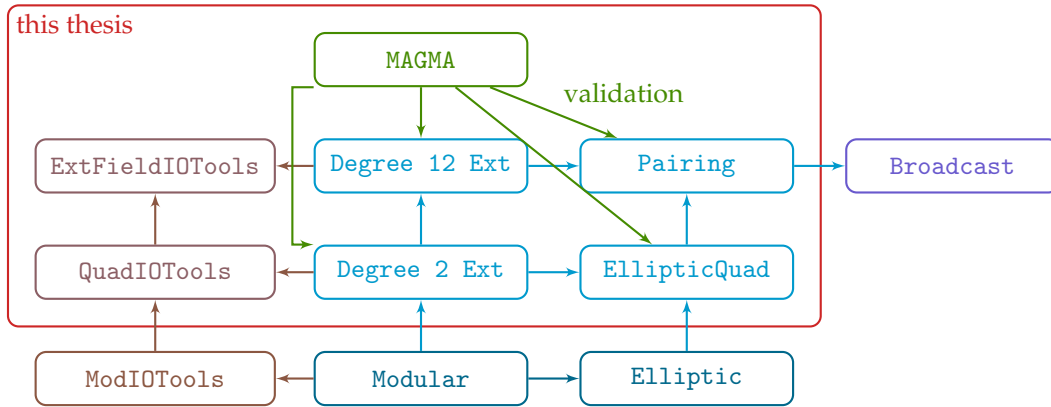 this thesis
MAGMA
validation
ExtFieldIOTools
Degree 12 Ext
Pairing
Broadcast
QuadIOTools
Degree 2 Ext
EllipticQuad
ModIOTools
Modular
Elliptic